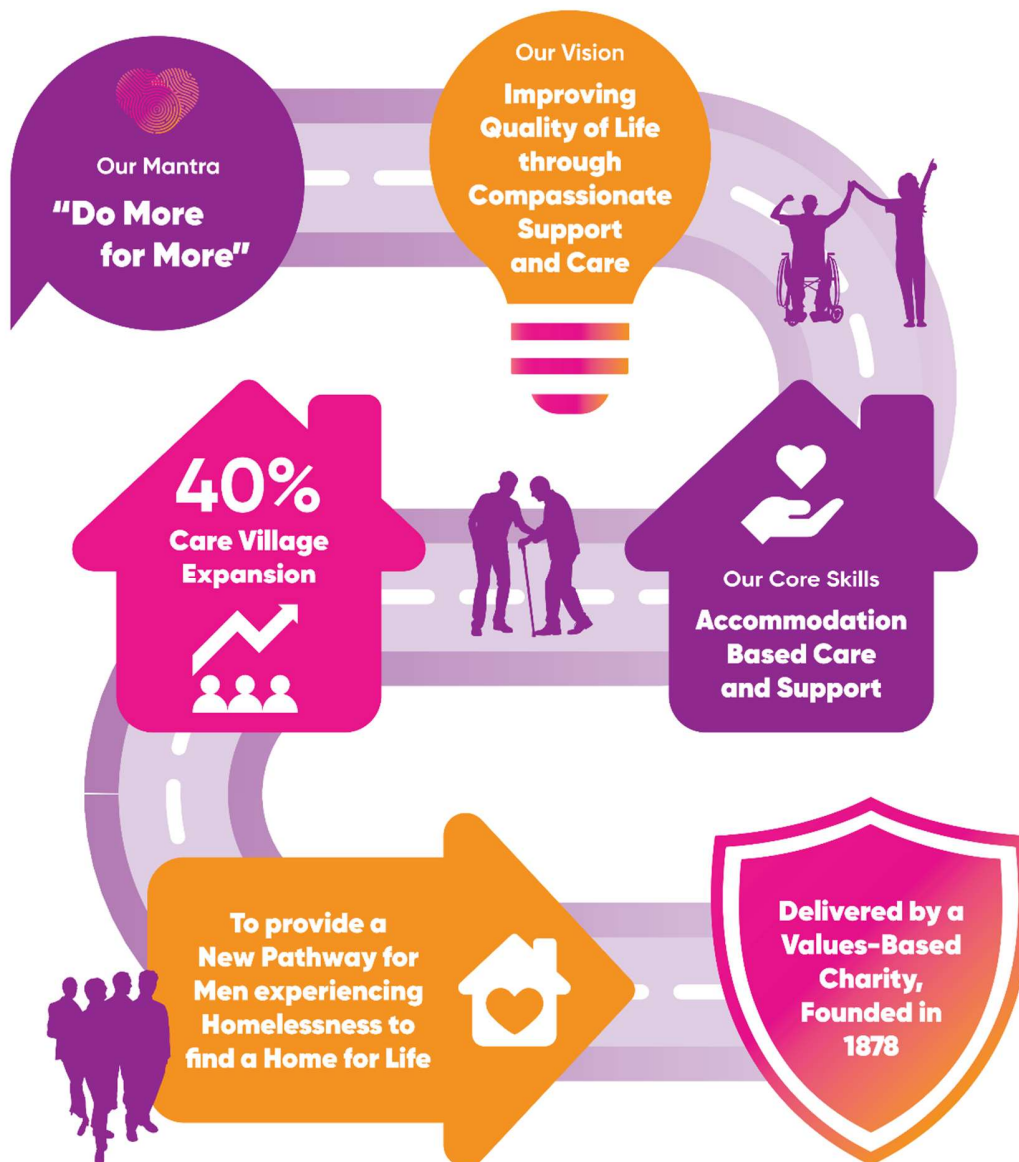 Our Mantra
“Do More
for More”
Our Vision
Improving
Quality of Life
through
Compassionate
Support
and Care
Our Core Skills
Accommodation
Based Care
and Support
40%
Care Village
Expansion
To provide a
New Pathway for
Men experiencing
Homelessness to
find a Home for Life
Delivered by a
Values-Based
Charity,
Founded in
1878